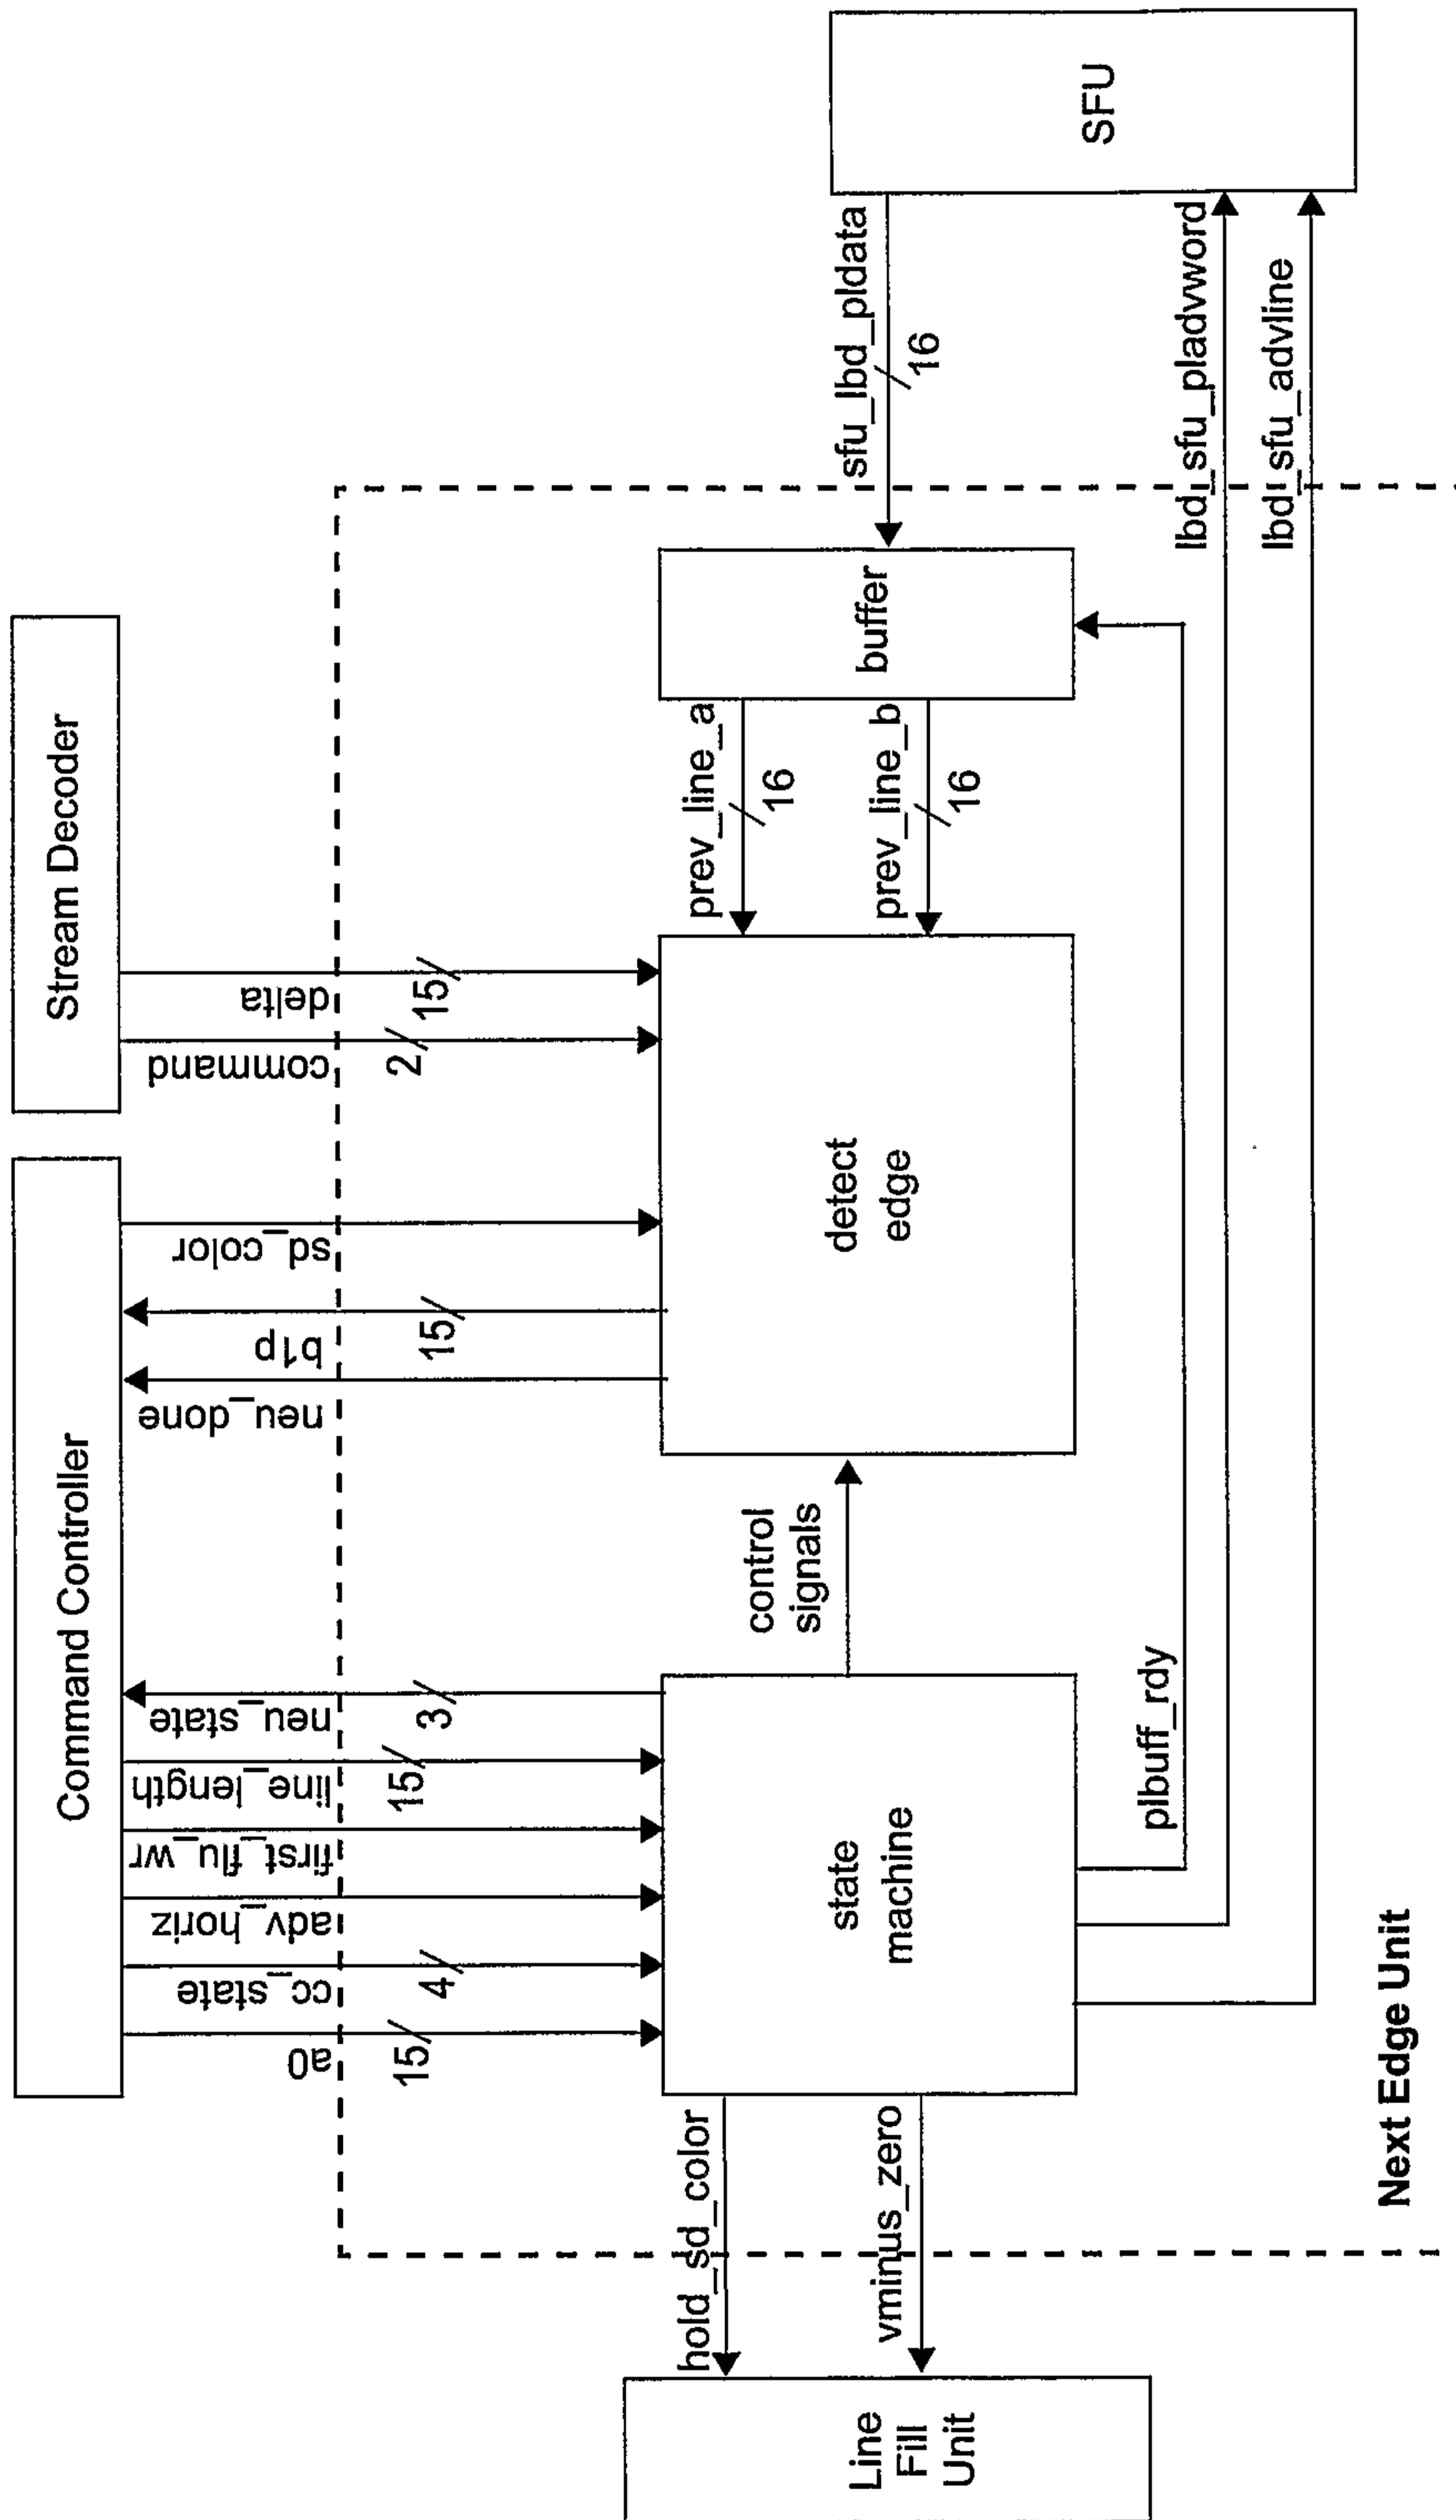 Command Controller
Stream Decoder
a0
cc_state
adv_horiz
first_flu_wr
line_length
neu_state
neu_done
b1p
sd_color
command
delta
15
4
15
3
15
2
15
hold_sd_color
vminus_zero
Line
Fill
Unit
state
machine
control
signals
detect
edge
prev_line_a
16
prev_line_b
16
buffer
sfu_lbd_pldata
16
SFU
plbuff_rdy
lbd_sfu_pladvword
lbd_sfu_advline
Next Edge Unit